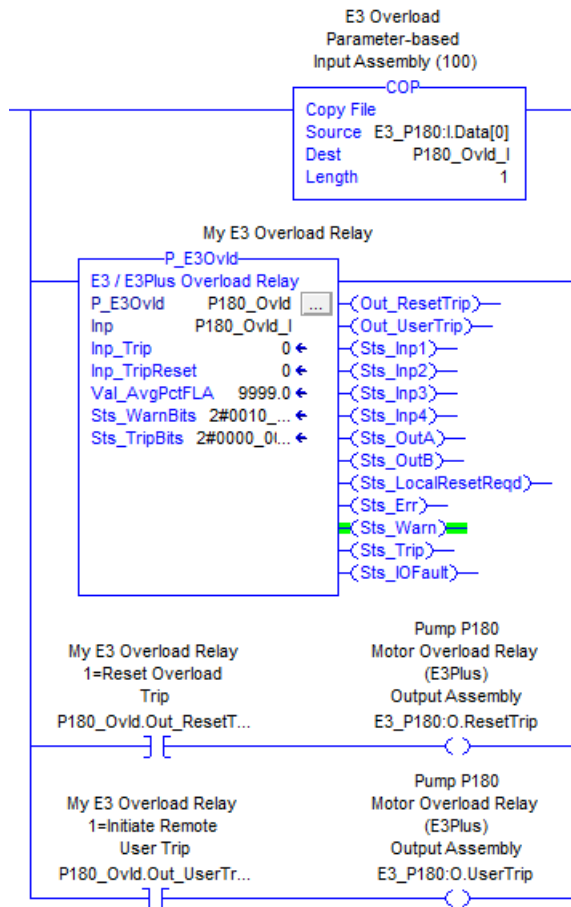 E3 Overload
Parameter-based
Input Assembly (100)
COP
Copy File
Source E3_P180:I.Data[0]
Dest P180_Ovld_I
Length 1
My E3 Overload Relay
P_E3Ovld
E3 / E3Plus Overload Relay
P_E3Ovld P180_Ovld ...
Inp P180_Ovld_I
Inp_Trip 0
Inp_TripReset 0
Val_AvgPctFLA 9999.0
Sts_WarnBits 2#0010_...
Sts_TripBits 2#0000_0(...
Out_ResetTrip
Out_UserTrip
Sts_Inp1
Sts_Inp2
Sts_Inp3
Sts_Inp4
Sts_OutA
Sts_OutB
Sts_LocalResetReqd
Sts_Err
Sts_Warn
Sts_Trip
Sts_IOFault
My E3 Overload Relay
1=Reset Overload
Trip
P180_Ovld.Out_ResetT...
Pump P180
Motor Overload Relay
(E3Plus)
Output Assembly
E3_P180:O.ResetTrip
My E3 Overload Relay
1=Initiate Remote
User Trip
P180_Ovld.Out_UserTr...
Pump P180
Motor Overload Relay
(E3Plus)
Output Assembly
E3_P180:O.UserTrip